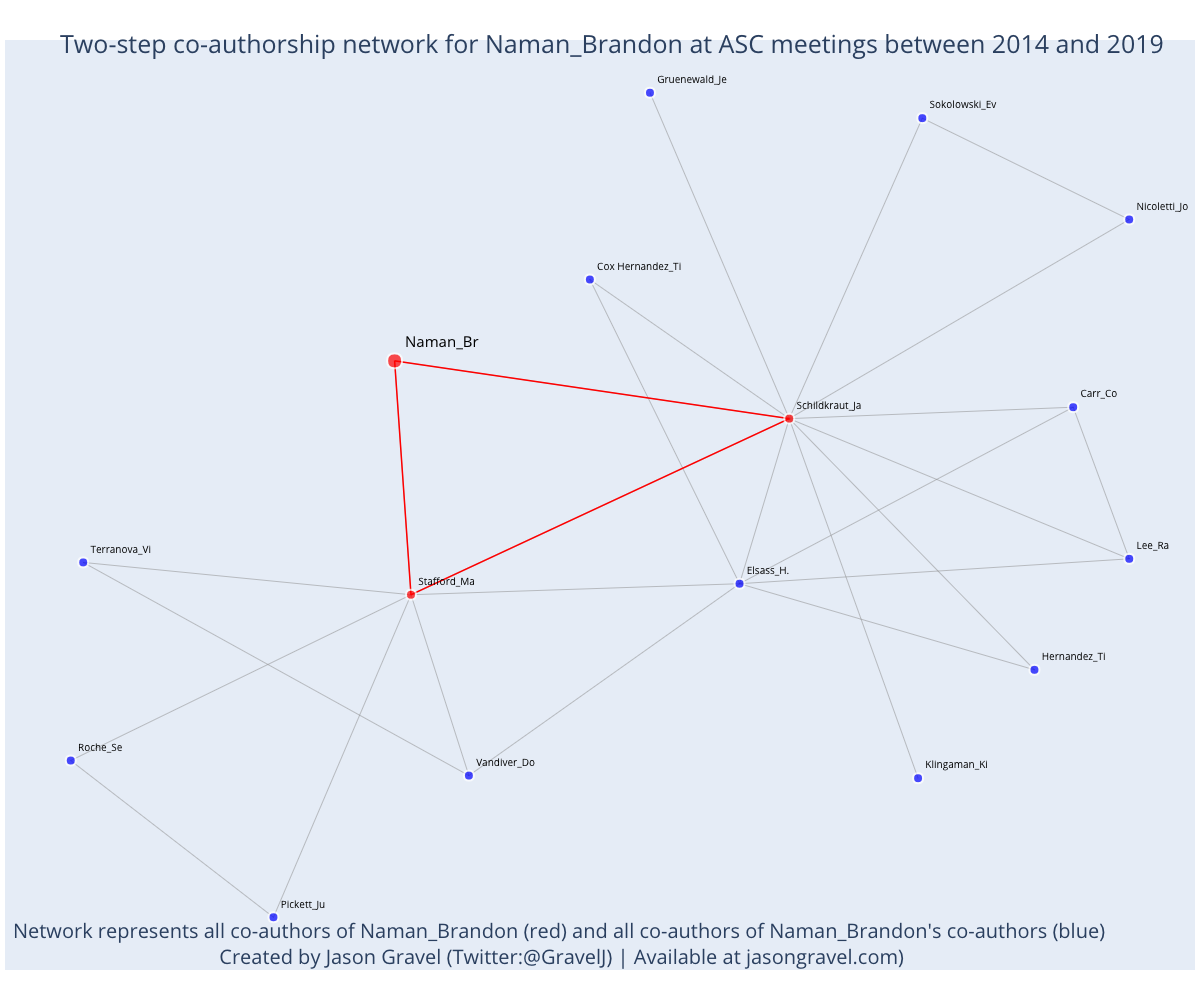 Two-step co-authorship network for Naman_Brandon at ASC meetings between 2014 and 2019
Gruenewald_Je
Sokolowski_Ev
Nicoletti_Jo
Cox Hernandez_Ti
Naman_Br
Carr_Co
Schildkraut_Ja
Lee_Ra
Terranova_Vi
Elsass_H.
Stafford_Ma
Hernandez_Ti
Roche_Se
Vandiver_Do
Klingaman_Ki
Pickett_Ju
Network represents all co-authors of Naman_Brandon (red) and all co-authors of Naman_Brandon's co-authors (blue)
Created by Jason Gravel (Twitter:@GravelJ) | Available at jasongravel.com)